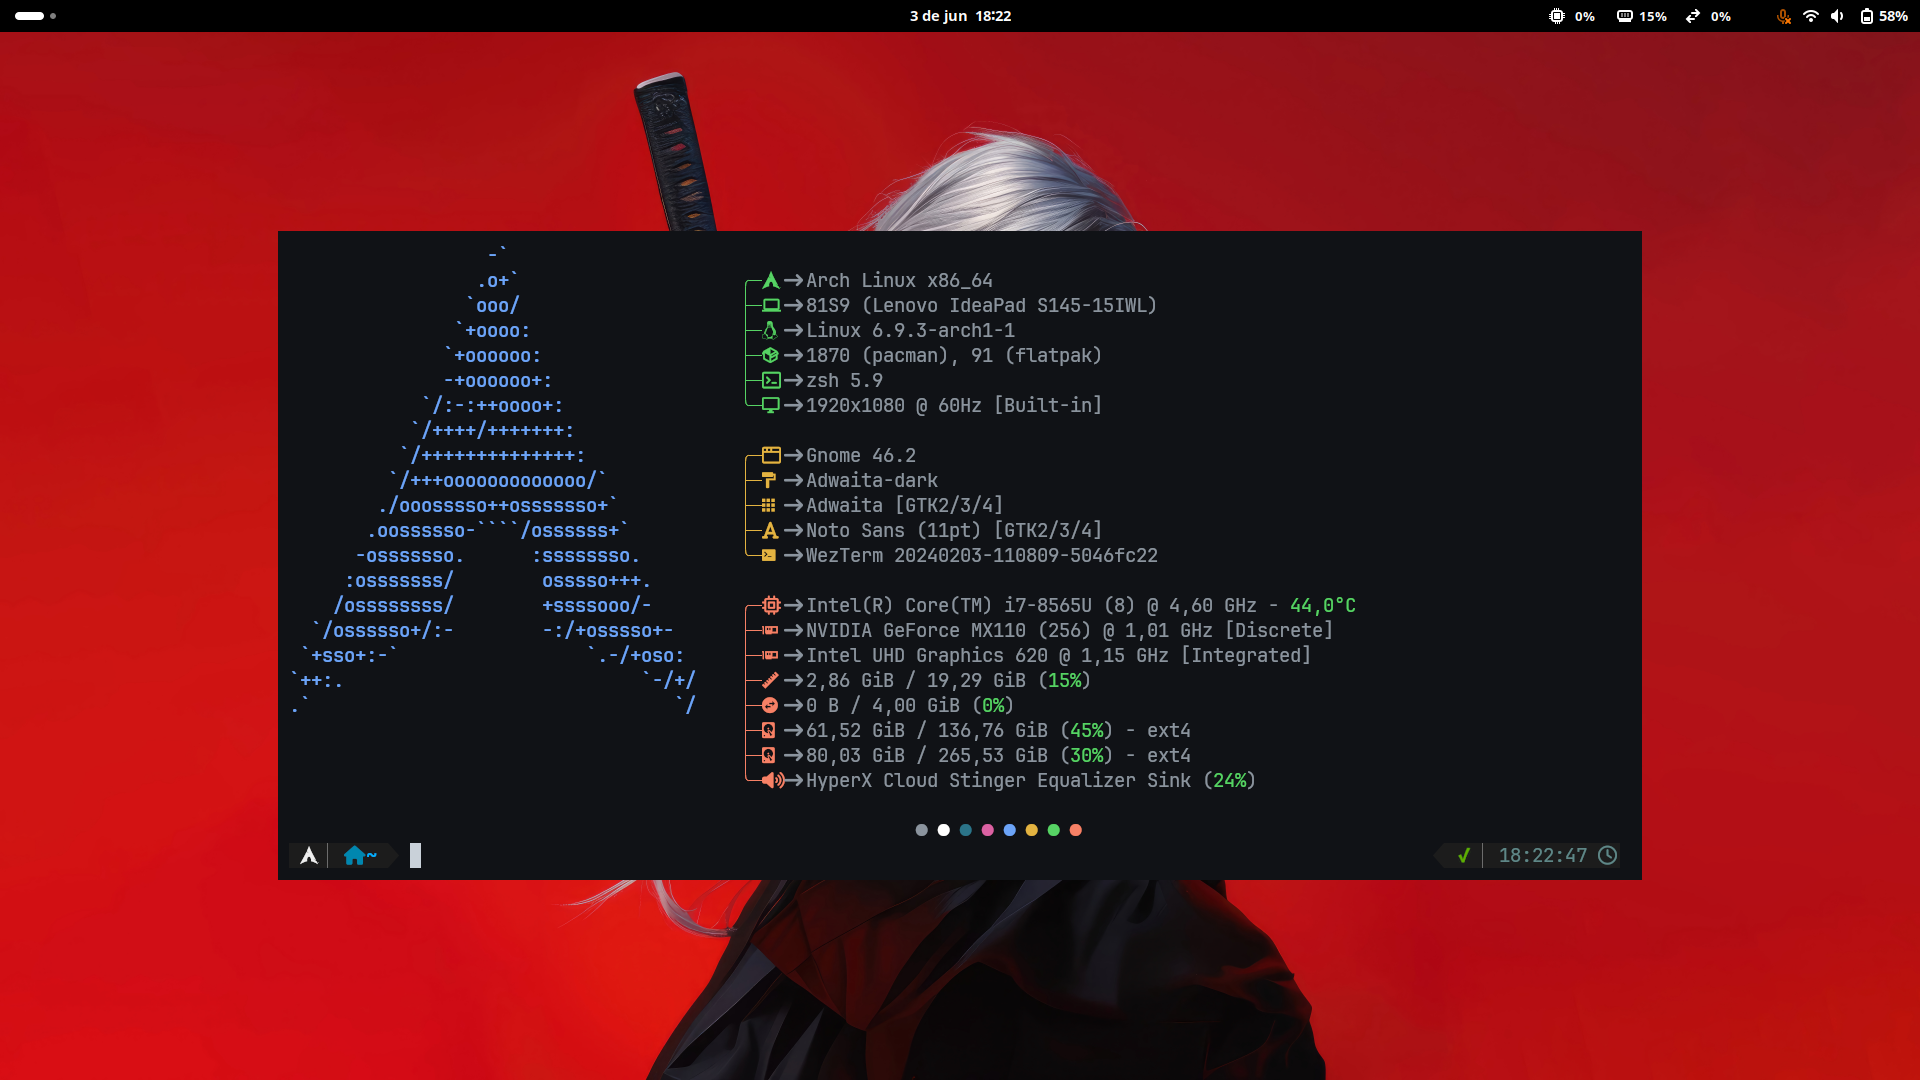 3 de jun 18:22
0% 15% 0% 58%
-`
.o+`
`ooo/
`+oooo:
`+oooooo:
-+oooooo+:
`/:-:++oooo+:
`/++++/+++++++:
`/++++++++++++++:
`/+++ooooooooooooo/`
./ooosssso++osssssso+`
.oossssso-````/ossssss+`
-osssssso. :ssssssso.
:osssssss/ osssso+++.
/ossssssss/ +ssssooo/-
`/ossssso+/:- -:/+osssso+-
`+sso+:-` `.-/+oso:
`++:. `-/+/
.` `/
Arch Linux x86_64
81S9 (Lenovo IdeaPad S145-15IWL)
Linux 6.9.3-arch1-1
1870 (pacman), 91 (flatpak)
zsh 5.9
1920x1080 @ 60Hz [Built-in]
Gnome 46.2
Adwaita-dark
Adwaita [GTK2/3/4]
Noto Sans (11pt) [GTK2/3/4]
WezTerm 20240203-110809-5046fc22
Intel(R) Core(TM) i7-8565U (8) @ 4,60 GHz - 44,0°C
NVIDIA GeForce MX110 (256) @ 1,01 GHz [Discrete]
Intel UHD Graphics 620 @ 1,15 GHz [Integrated]
2,86 GiB / 19,29 GiB (15%)
0 B / 4,00 GiB (0%)
61,52 GiB / 136,76 GiB (45%) - ext4
80,03 GiB / 265,53 GiB (30%) - ext4
HyperX Cloud Stinger Equalizer Sink (24%)
~ ✓ 18:22:47